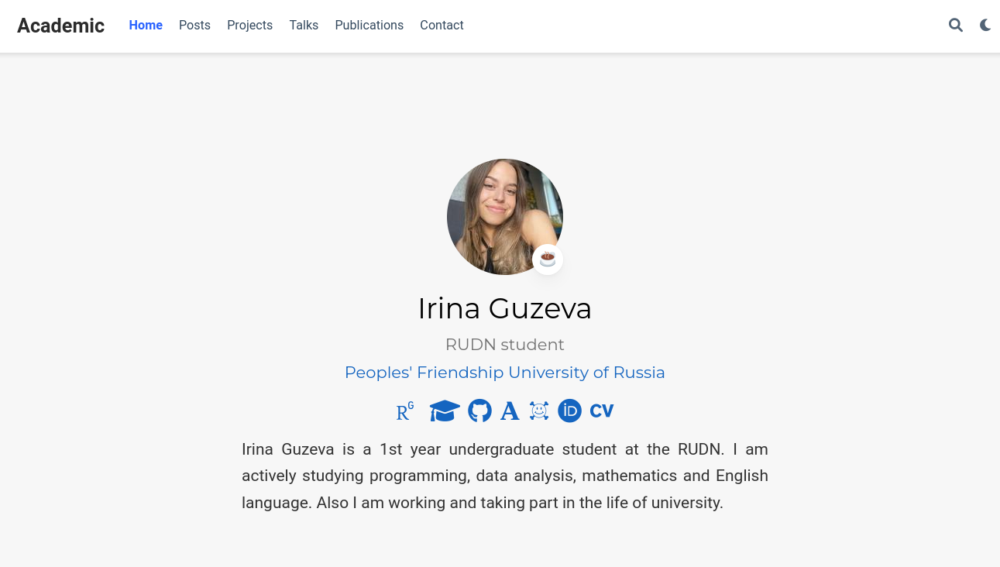 Academic Home Posts Projects Talks Publications Contact
Irina Guzeva
RUDN student
Peoples' Friendship University of Russia
R G A iD CV
Irina Guzeva is a 1st year undergraduate student at the RUDN. I am
actively studying programming, data analysis, mathematics and English
language. Also I am working and taking part in the life of university.